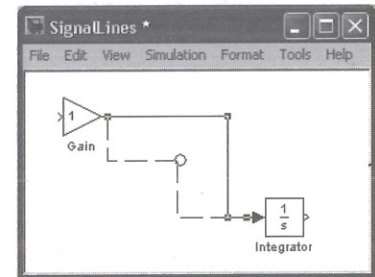 SignalLines *
File Edit View Simulation Format Tools Help
1
Gain
1
s
Integrator